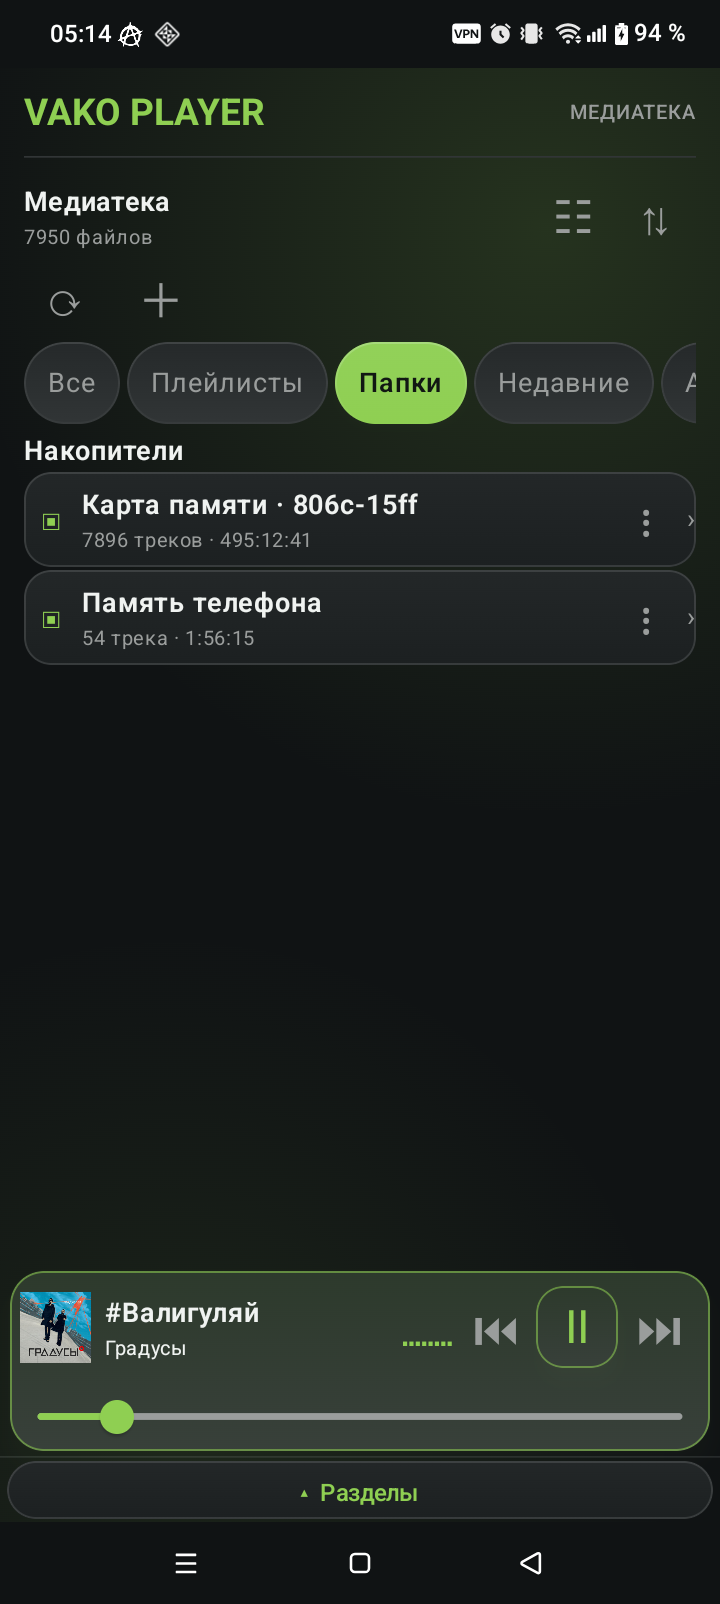 05:14 VPN 94 %
VAKO PLAYER МЕДИАТЕКА
Медиатека
7950 файлов
Все Плейлисты Папки Недавние А
Накопители
Карта памяти · 806c-15ff
7896 треков · 495:12:41
Память телефона
54 трека · 1:56:15
#Валигуляй
Градусы
ГРАДУСЫ
Разделы